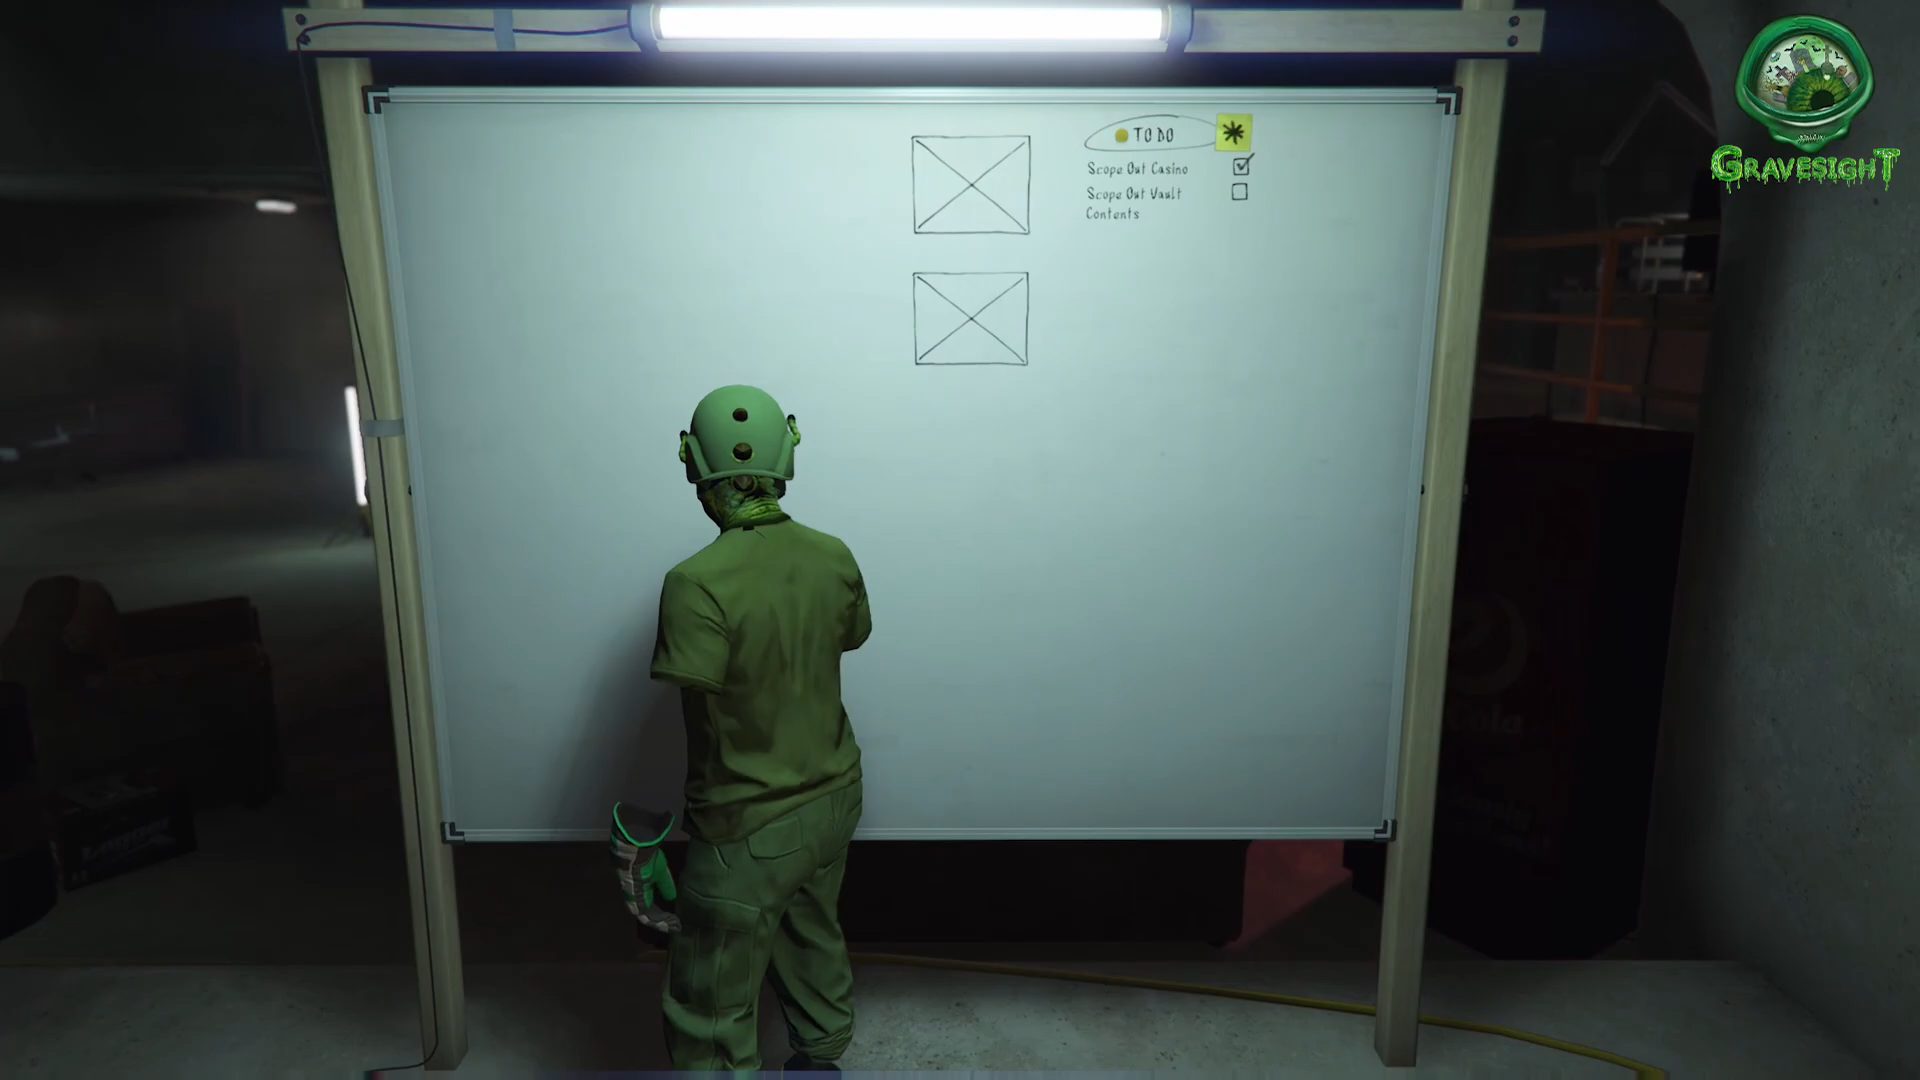 TO DO
Scope Out Casino
Scope Out Vault
Contents
GRAVESIGHT